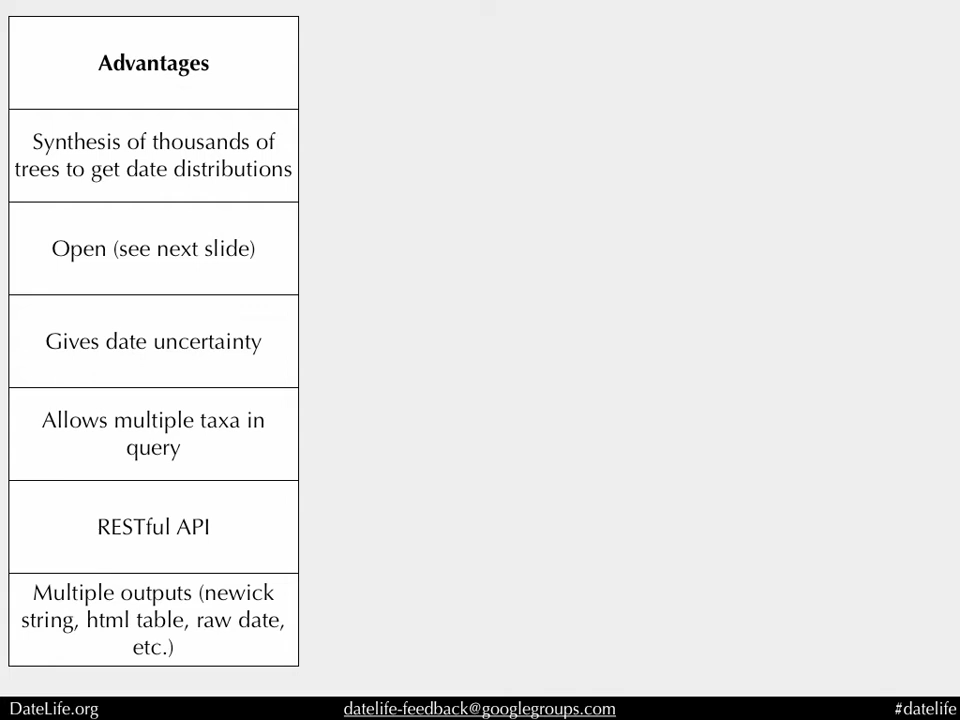 Advantages
Synthesis of thousands of
trees to get date distributions
Open (see next slide)
Gives date uncertainty
Allows multiple taxa in
query
RESTful API
Multiple outputs (newick
string, html table, raw date,
etc.)
DateLife.org
datelife-feedback@googlegroups.com
#datelife